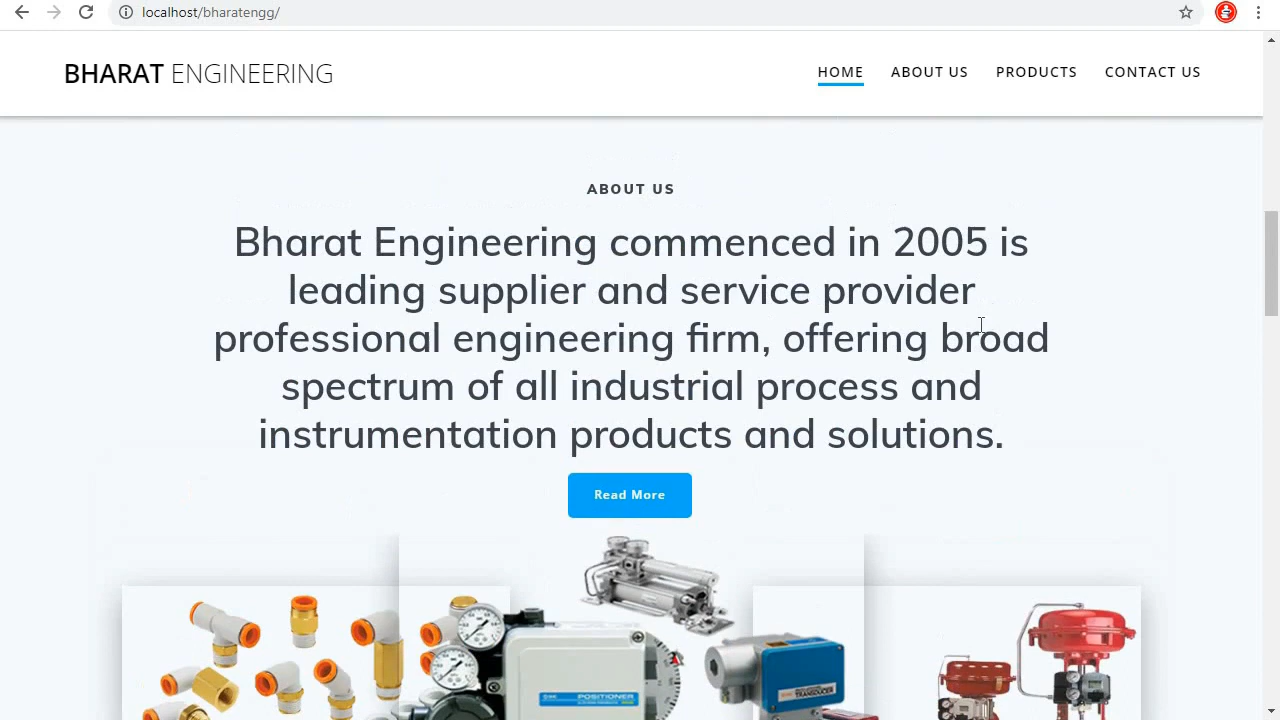 localhost/bharatengg/
BHARAT ENGINEERING
HOME ABOUT US PRODUCTS CONTACT US
ABOUT US
Bharat Engineering commenced in 2005 is
leading supplier and service provider
professional engineering firm, offering broad
spectrum of all industrial process and
instrumentation products and solutions.
Read More
POSITIONER
TRANSDUCER